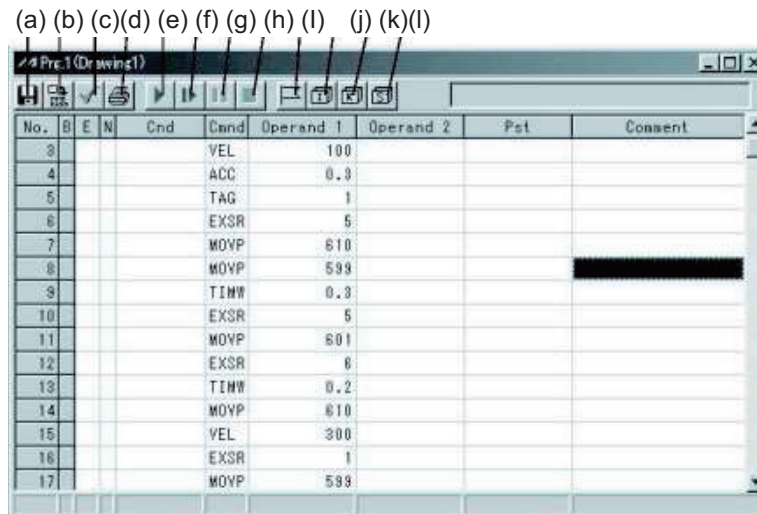 (a) (b) (c)(d) (e) (f) (g) (h) (I) (j) (k)(l)
Prg.1(Drawing1)
No. B E N Cnd Cmnd Operand 1 Operand 2 Pst Comment
3 VEL 100
4 ACC 0.3
5 TAG 1
6 EXSR 5
7 MOVP 610
8 MOVP 599
9 TIMW 0.3
10 EXSR 5
11 MOVP 601
12 EXSR 6
13 TIMW 0.2
14 MOVP 610
15 VEL 300
16 EXSR 1
17 MOVP 599